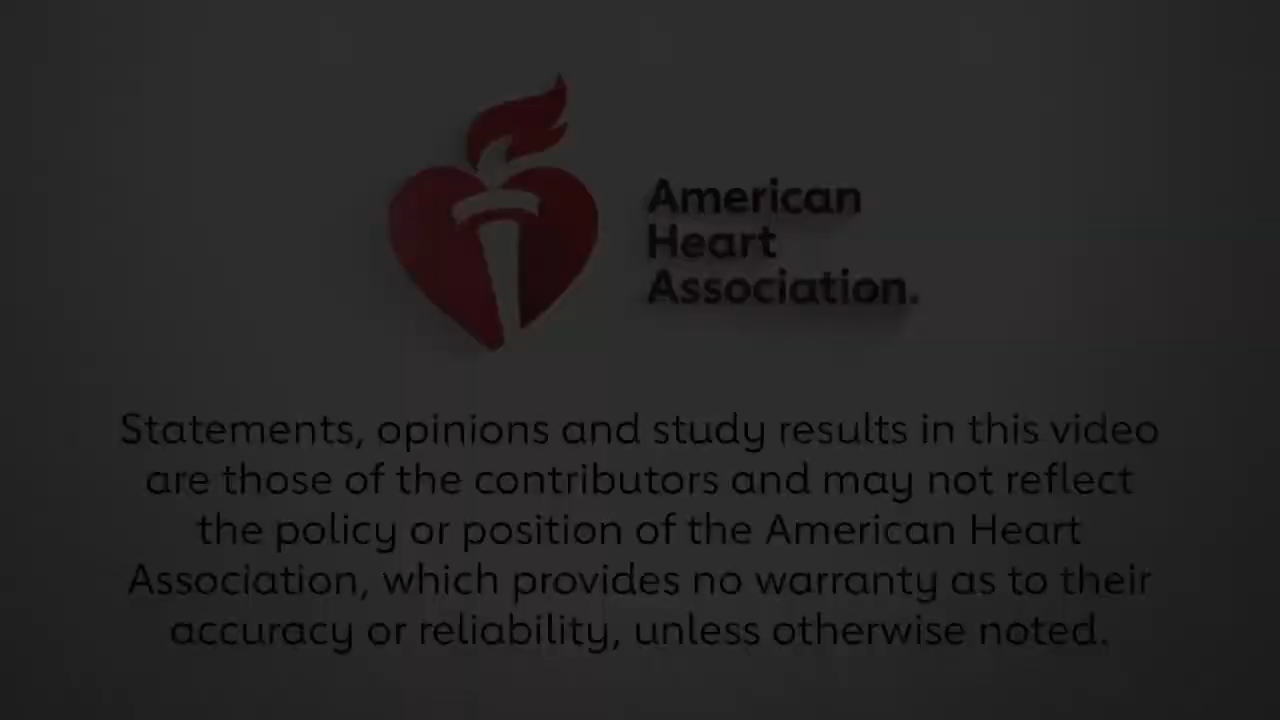 American
Heart
Association.
Statements, opinions and study results in this video
are those of the contributors and may not reflect
the policy or position of the American Heart
Association, which provides no warranty as to their
accuracy or reliability, unless otherwise noted.